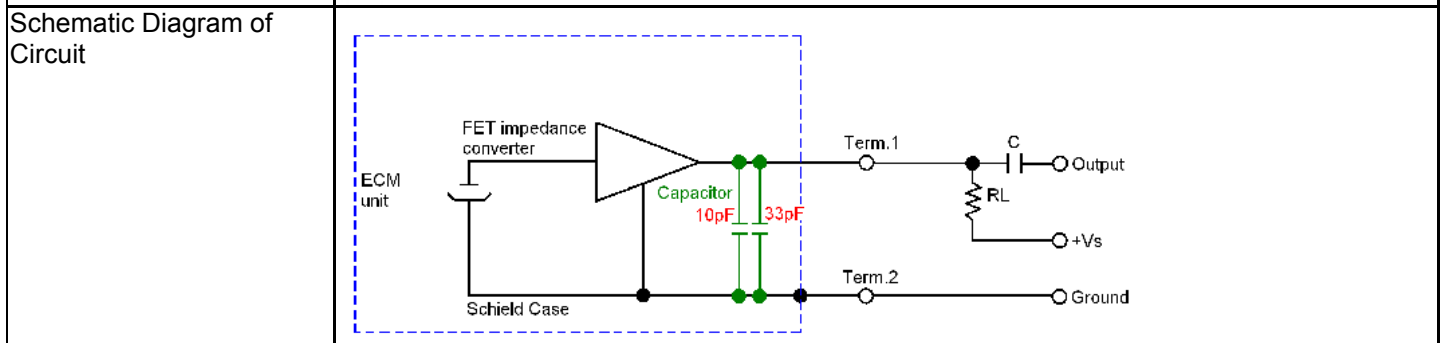 Schematic Diagram of
Circuit
FET impedance
converter
ECM
unit
Capacitor
10pF
33pF
Schield Case
Term.1
C
Output
RL
+Vs
Term.2
Ground